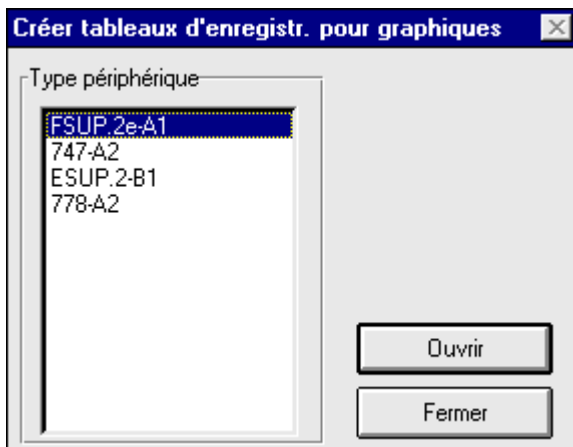 Créer tableaux d'enregistr. pour graphiques
Type périphérique
FSUP.2e-A1
747-A2
ESUP.2-B1
778-A2
Ouvrir
Fermer